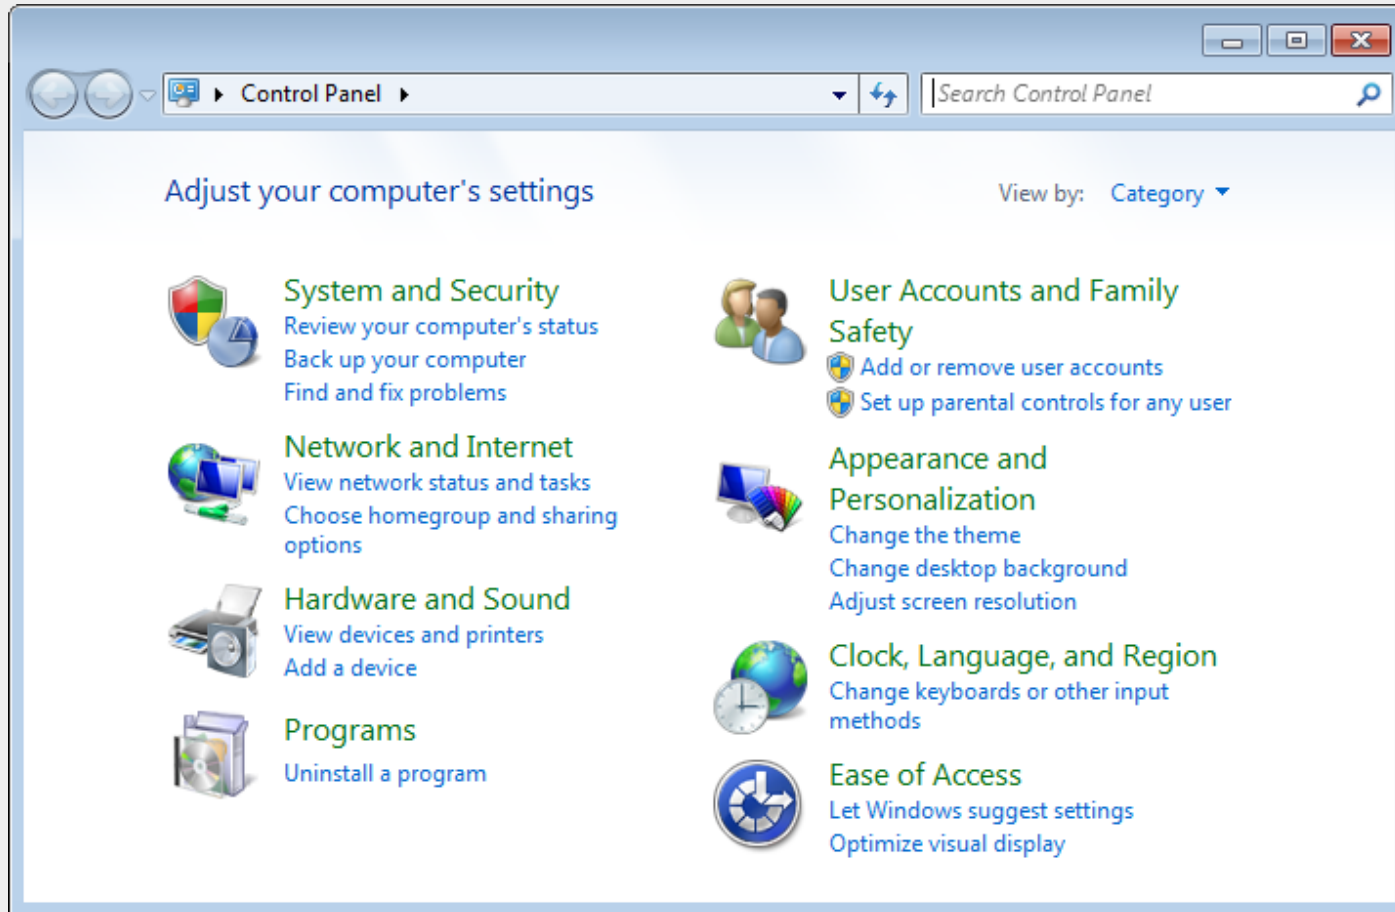 Control Panel
Search Control Panel
Adjust your computer's settings
View by: Category
System and Security
Review your computer's status
Back up your computer
Find and fix problems
Network and Internet
View network status and tasks
Choose homegroup and sharing
options
Hardware and Sound
View devices and printers
Add a device
Programs
Uninstall a program
User Accounts and Family
Safety
Add or remove user accounts
Set up parental controls for any user
Appearance and
Personalization
Change the theme
Change desktop background
Adjust screen resolution
Clock, Language, and Region
Change keyboards or other input
methods
Ease of Access
Let Windows suggest settings
Optimize visual display